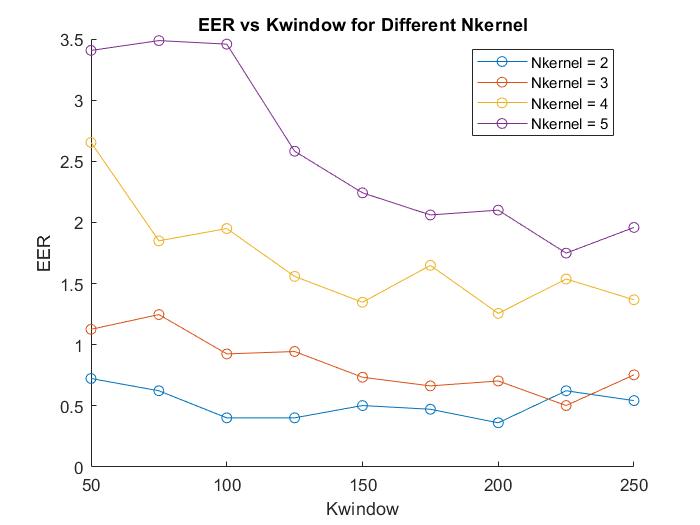 EER vs Kwindow for Different Nkernel
3.5
3
2.5
2
1.5
1
0.5
0
EER
50
100
150
200
250
Kwindow
Nkernel = 2
Nkernel = 3
Nkernel = 4
Nkernel = 5